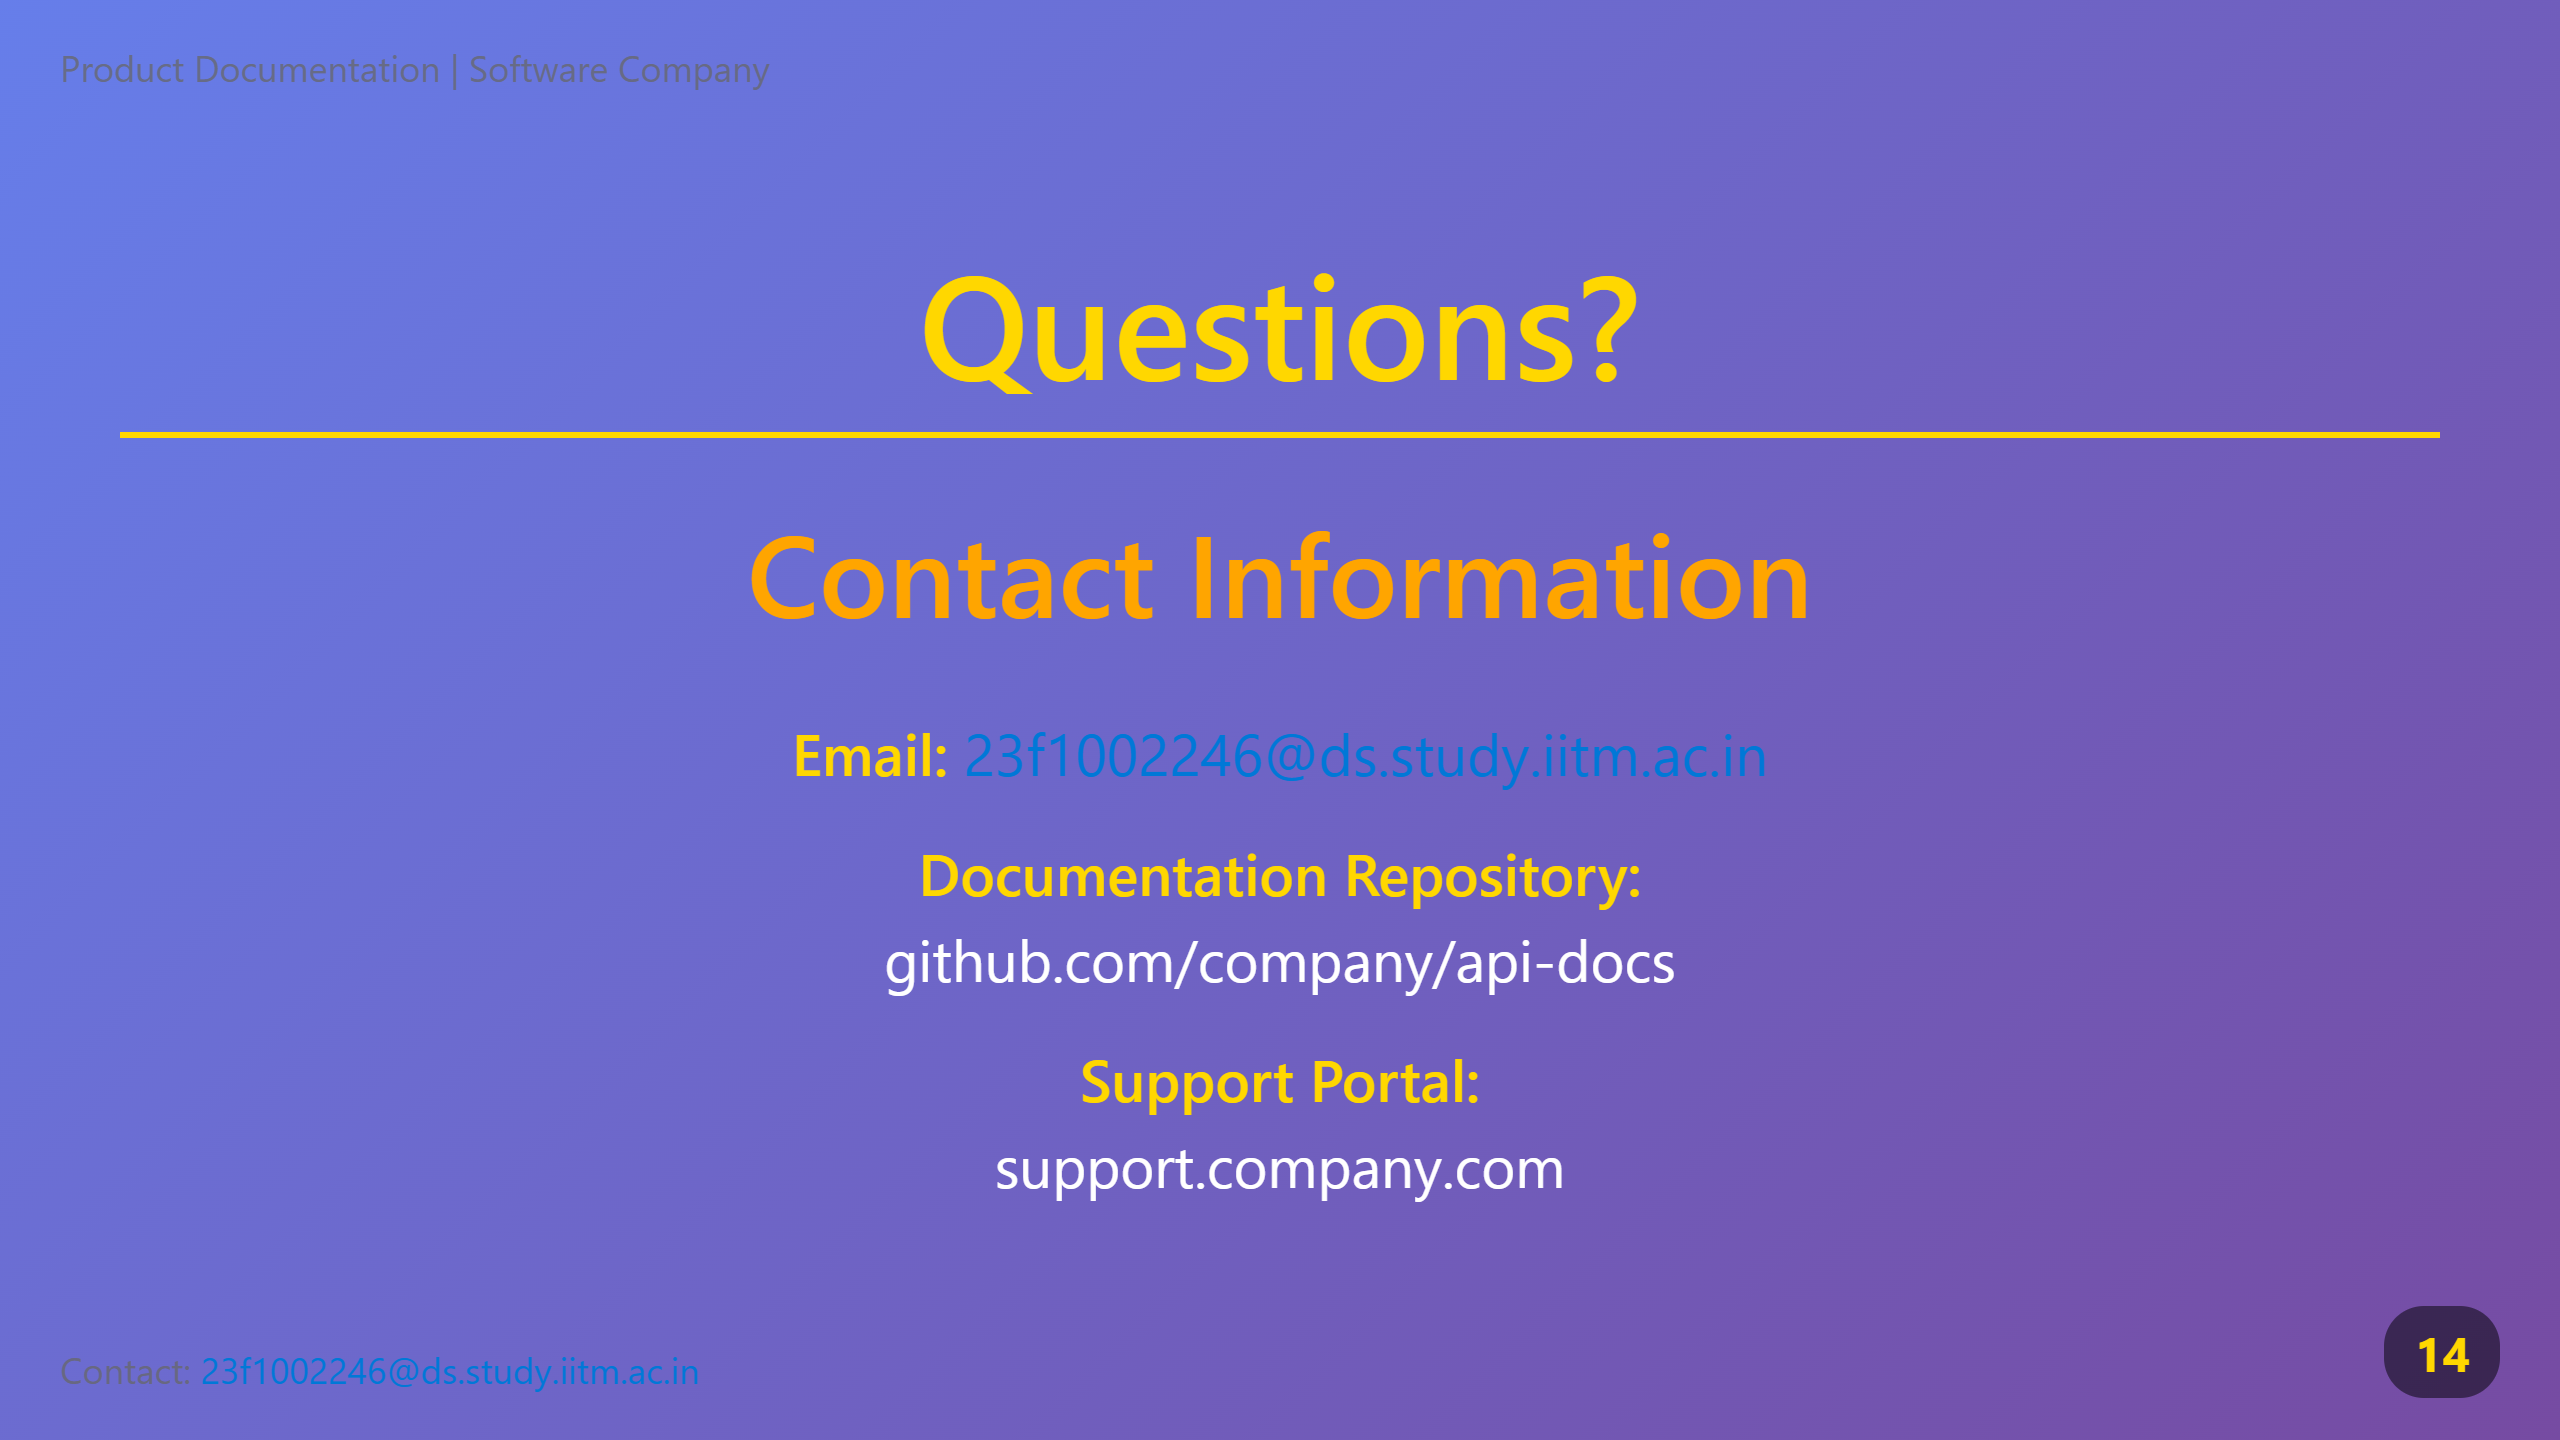 Product Documentation | Software Company
Questions?
Contact Information
Email: 23f1002246@ds.study.iitm.ac.in
Documentation Repository:
github.com/company/api-docs
Support Portal:
support.company.com
Contact: 23f1002246@ds.study.iitm.ac.in
14